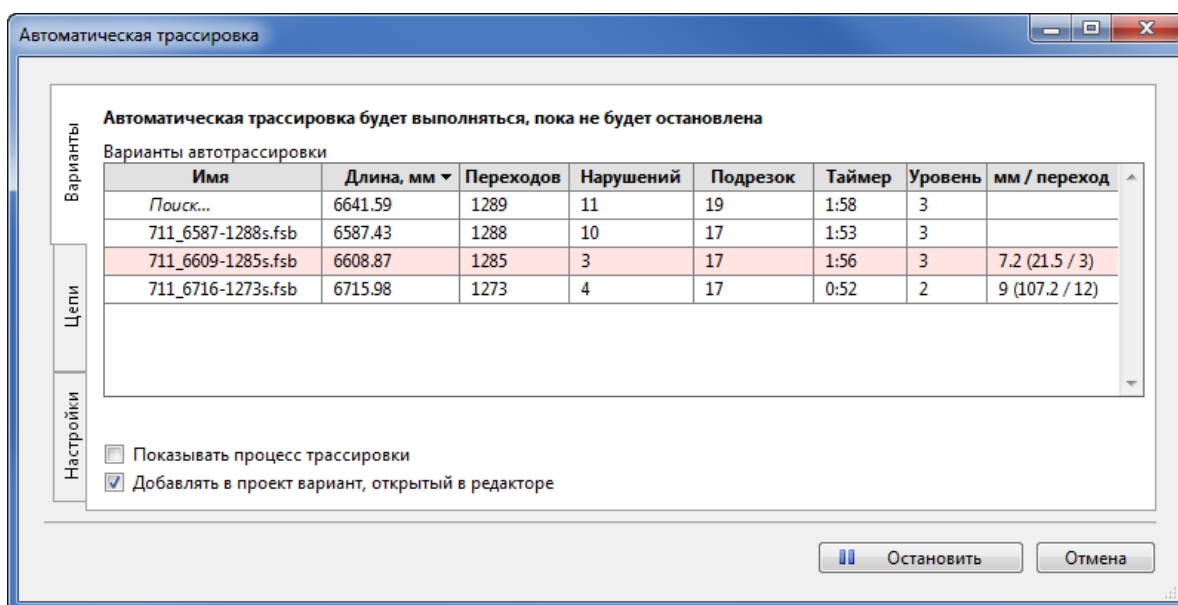 Автоматическая трассировка
Варианты
Автоматическая трассировка будет выполняться, пока не будет остановлена
Варианты автотрассировки
Имя Длина, мм Переходов Нарушений Подрезок Таймер Уровень мм / переход
Поиск... 6641.59 1289 11 19 1:58 3
711_6587-1288s.fsb 6587.43 1288 10 17 1:53 3
711_6609-1285s.fsb 6608.87 1285 3 17 1:56 3 7.2 (21.5 / 3)
711_6716-1273s.fsb 6715.98 1273 4 17 0:52 2 9 (107.2 / 12)
Цепи
Настройки
Показывать процесс трассировки
Добавлять в проект вариант, открытый в редакторе
Остановить Отмена